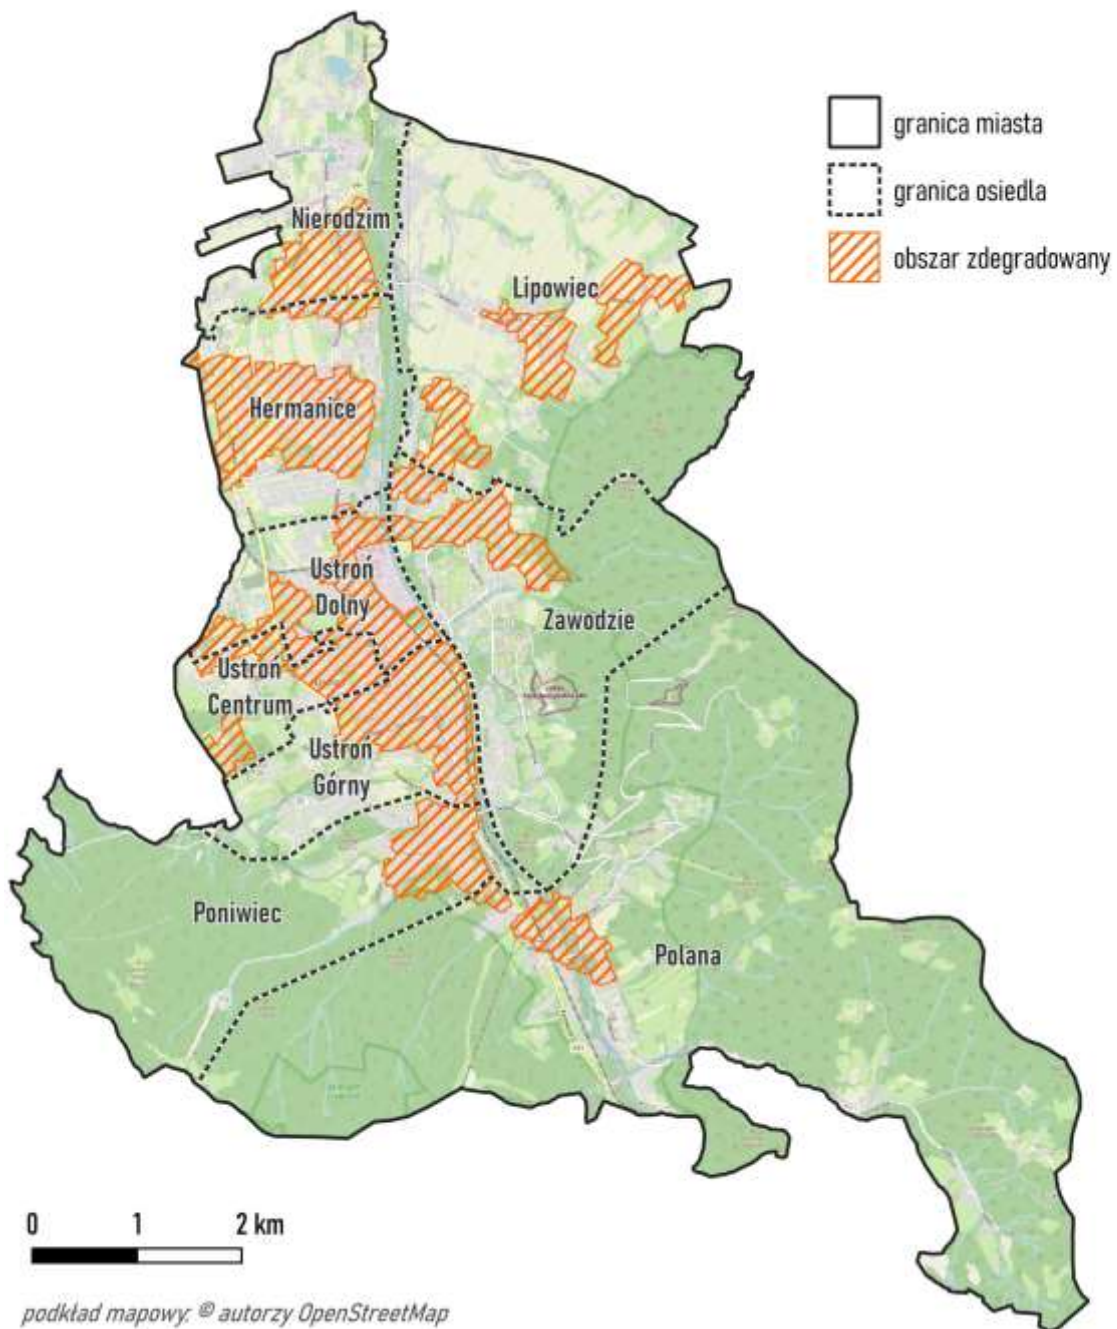 granica miasta
granica osiedla
obszar zdegradowany
Nierodzim
Lipowiec
Hermanice
Ustroń
Dolny
Zawodzie
Ustroń
Centrum
Ustroń
Górny
Poniwiec
Polana
0 1 2 km
podkład mapowy: © autorzy OpenStreetMap